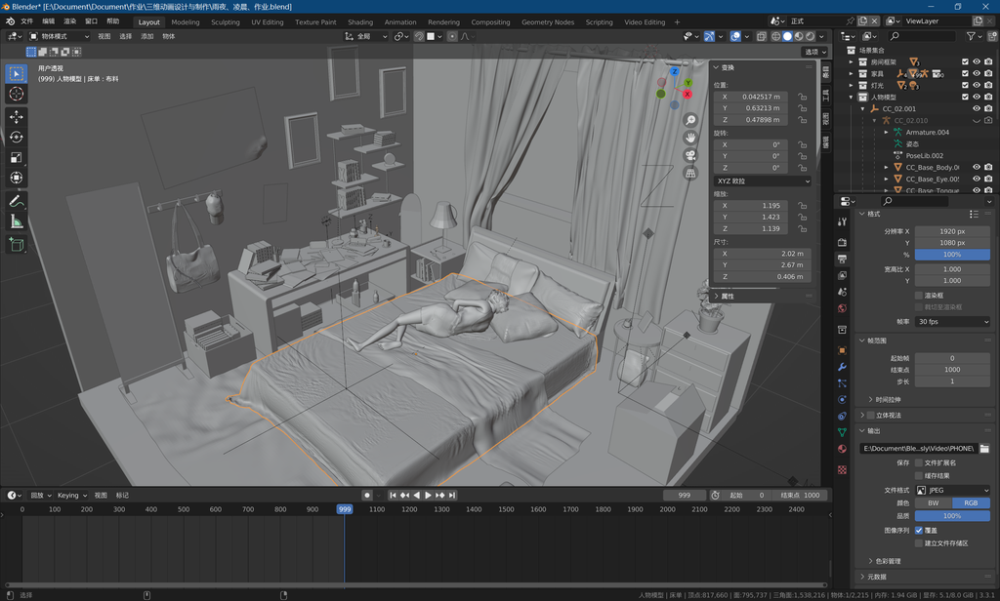 Blender* [E:\Document\Document\作业\三维动画设计与制作\雨夜、凌晨、作业.blend]
文件 编辑 渲染 窗口 帮助 Layout Modeling Sculpting UV Editing Texture Paint Shading Animation Rendering Compositing Geometry Nodes Scripting Video Editing + 正式 ViewLayer
物体模式 视图 选择 添加 物体 全局
选项
用户透视
(999) 人物模型 | 床单 : 布料
变换
位置:
X 0.042517 m
Y 0.63213 m
Z 0.47898 m
旋转:
X 0°
Y 0°
Z 0°
XYZ 欧拉
缩放:
X 1.195
Y 1.423
Z 1.139
尺寸:
X 2.02 m
Y 2.67 m
Z 0.406 m
属性
场景集合
房间框架
家具
灯光
人物模型
CC_02.001
CC_02.010
Armature.004
姿态
PoseLib.002
CC_Base_Body.0
CC_Base_Eye.005
CC_Base_Tongue
格式
分辨率 X 1920 px
Y 1080 px
% 100%
宽高比 X 1.000
Y 1.000
渲染框
裁切至渲染框
帧率 30 fps
帧范围
起始帧 0
结束点 1000
步长 1
时间拉伸
立体视法
输出
E:\Document\Ble...sly\Video\PHONE\
保存 文件扩展名
缓存结果
文件格式 JPEG
颜色 BW RGB
品质 100%
图像序列 覆盖
建立文件存储区
色彩管理
元数据
回放 Keying 视图 标记 999 起始 0 结束点 1000
0 100 200 300 400 500 600 700 800 900 999 1100 1200 1300 1400 1500 1600 1700 1800 1900 2000 2100 2200 2300 2400
选择 人物模型 | 床单 | 顶点:817,660 | 面:795,737 | 三角面:1,538,216 | 物体:1/2,215 | 内存: 1.94 GiB | 显存: 5.1/8.0 GiB | 3.3.1